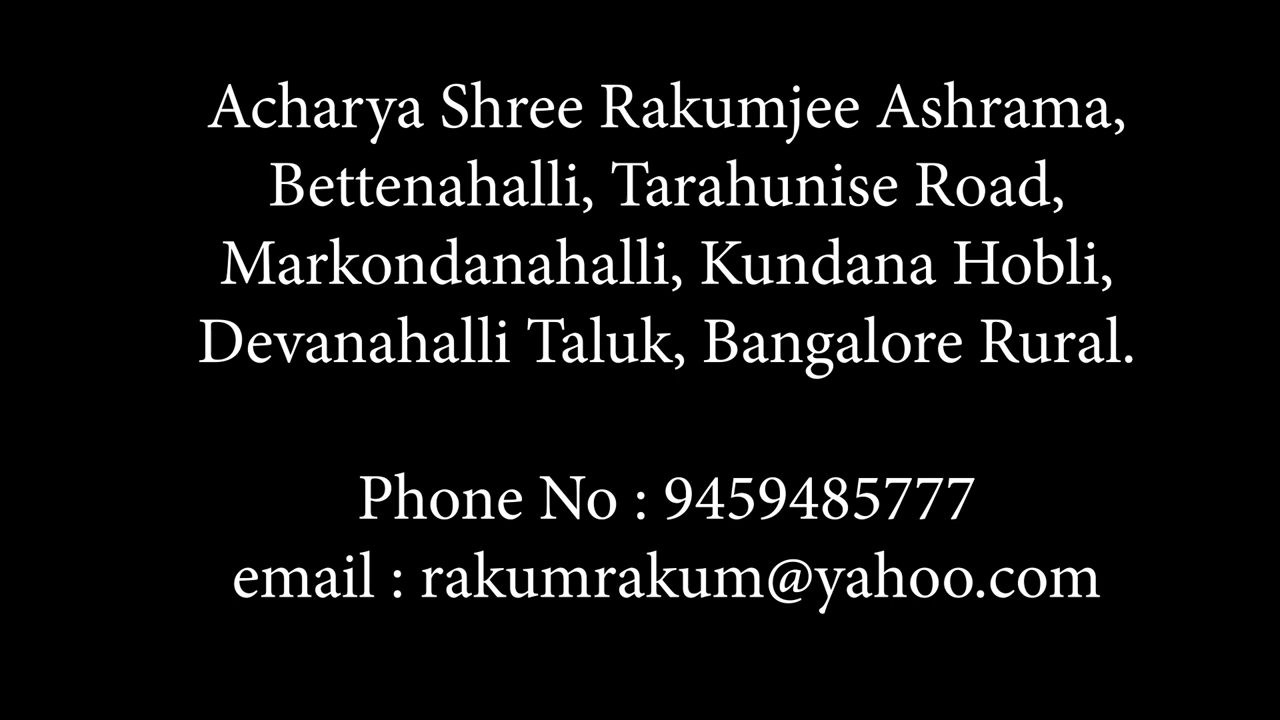 Acharya Shree Rakumjee Ashrama,
Bettenahalli, Tarahunise Road,
Markondanahalli, Kundana Hobli,
Devanahalli Taluk, Bangalore Rural.
Phone No : 9459485777
email : rakumrakum@yahoo.com